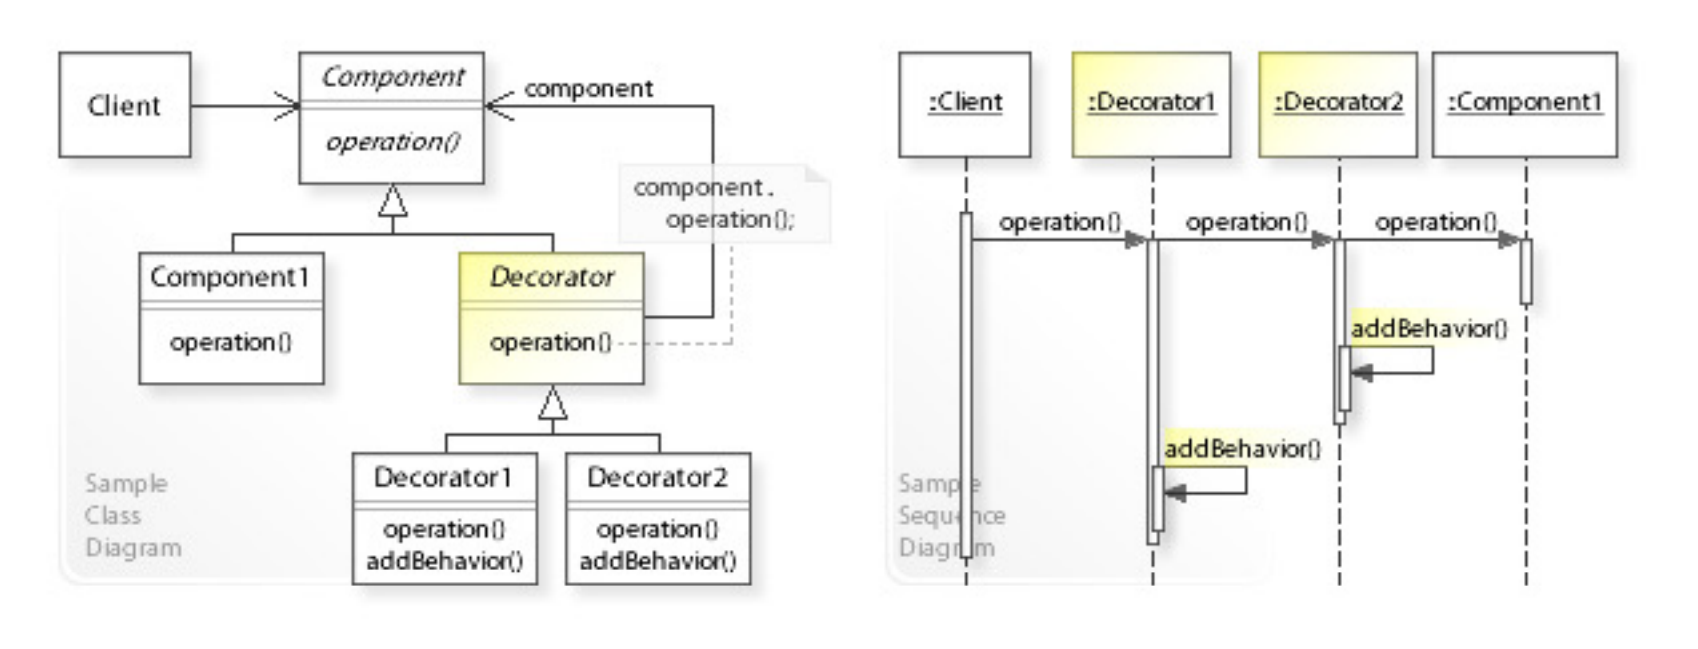 Client
Component
operation()
component
component.
operation();
Component1
operation()
Decorator
operation()
Decorator1
operation()
addBehavior()
Decorator2
operation()
addBehavior()
Sample
Class
Diagram
:Client
:Decorator1
:Decorator2
:Component1
operation()
operation()
operation()
addBehavior()
addBehavior()
Sample
Sequence
Diagram